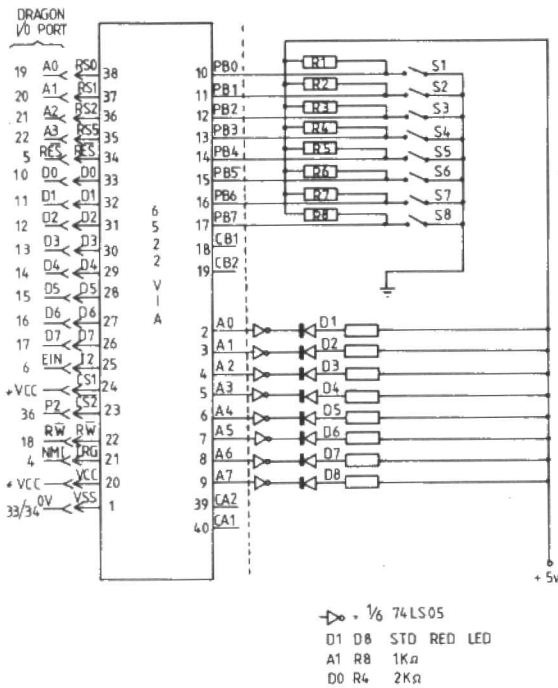 DRAGON
I/O PORT
19 A0 RS0 38
20 A1 RS1 37
21 A2 RS2 36
22 A3 RS5 35
5 RES RES 34
10 D0 D0 33
11 D1 D1 32
12 D2 D2 31
13 D3 D3 30
14 D4 D4 29
15 D5 D5 28
16 D6 D6 27
17 D7 D7 26
6 EIN I2 25
+VCC CS1 24
36 P2 CS2 23
18 RW RW 22
4 NMI IRG 21
+VCC VCC 20
33/34 0V VSS 1
6522 VIA
10 PB0
11 PB1
12 PB2
13 PB3
14 PB4
15 PB5
16 PB6
17 PB7
18 CB1
19 CB2
R1 S1
R2 S2
R3 S3
R4 S4
R5 S5
R6 S6
R7 S7
R8 S8
2 A0 D1
3 A1 D2
4 A2 D3
5 A3 D4
6 A4 D5
7 A5 D6
8 A6 D7
9 A7 D8
39 CA2
40 CA1
+5v
= 1/6 74LS05
D1 D8 STD RED LED
A1 R8 1KΩ
D0 R4 2KΩ